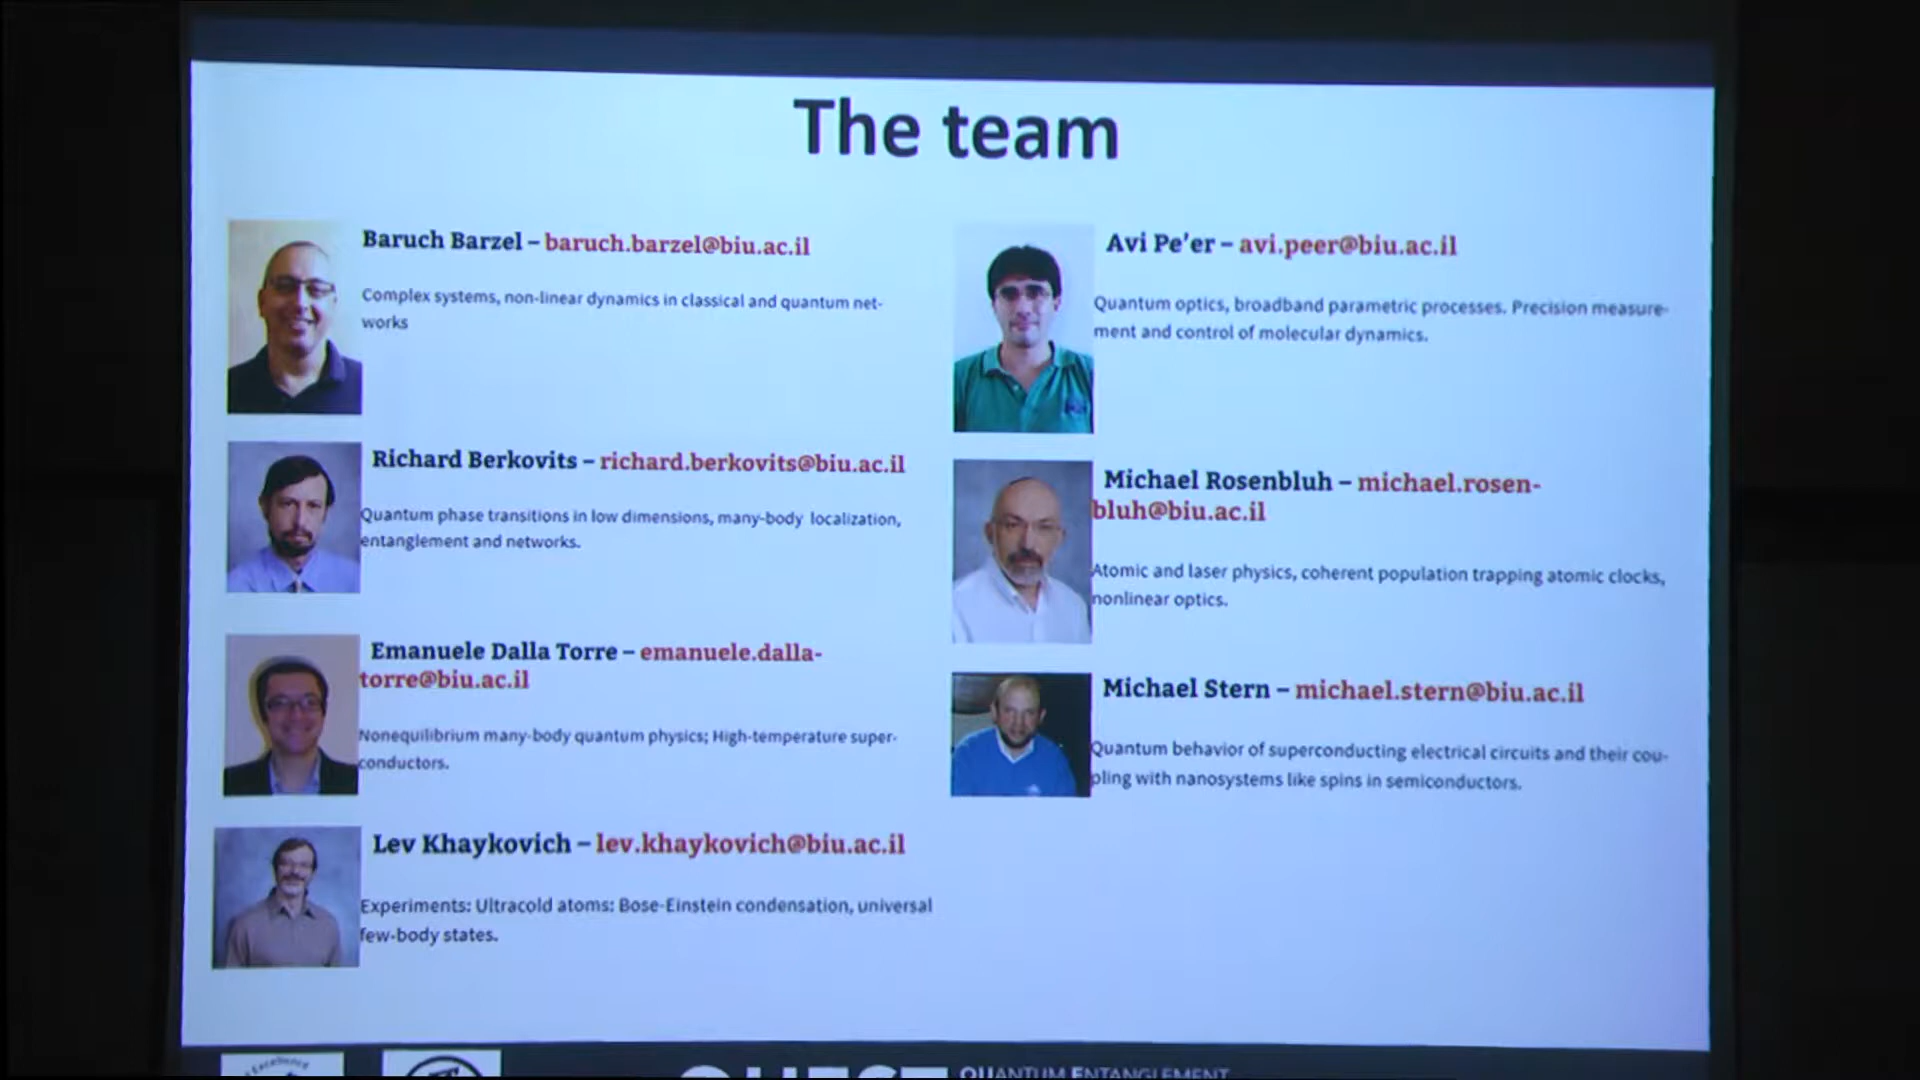 The team
Baruch Barzel – baruch.barzel@biu.ac.il
Complex systems, non-linear dynamics in classical and quantum net-
works
Richard Berkovits – richard.berkovits@biu.ac.il
Quantum phase transitions in low dimensions, many-body localization,
entanglement and networks.
Emanuele Dalla Torre – emanuele.dalla-
torre@biu.ac.il
Nonequilibrium many-body quantum physics; High-temperature super-
conductors.
Lev Khaykovich – lev.khaykovich@biu.ac.il
Experiments: Ultracold atoms: Bose-Einstein condensation, universal
few-body states.
Avi Pe'er – avi.peer@biu.ac.il
Quantum optics, broadband parametric processes. Precision measure-
ment and control of molecular dynamics.
Michael Rosenbluh – michael.rosen-
bluh@biu.ac.il
Atomic and laser physics, coherent population trapping atomic clocks,
nonlinear optics.
Michael Stern – michael.stern@biu.ac.il
Quantum behavior of superconducting electrical circuits and their cou-
pling with nanosystems like spins in semiconductors.
QUANTUM ENTANGLEMENT